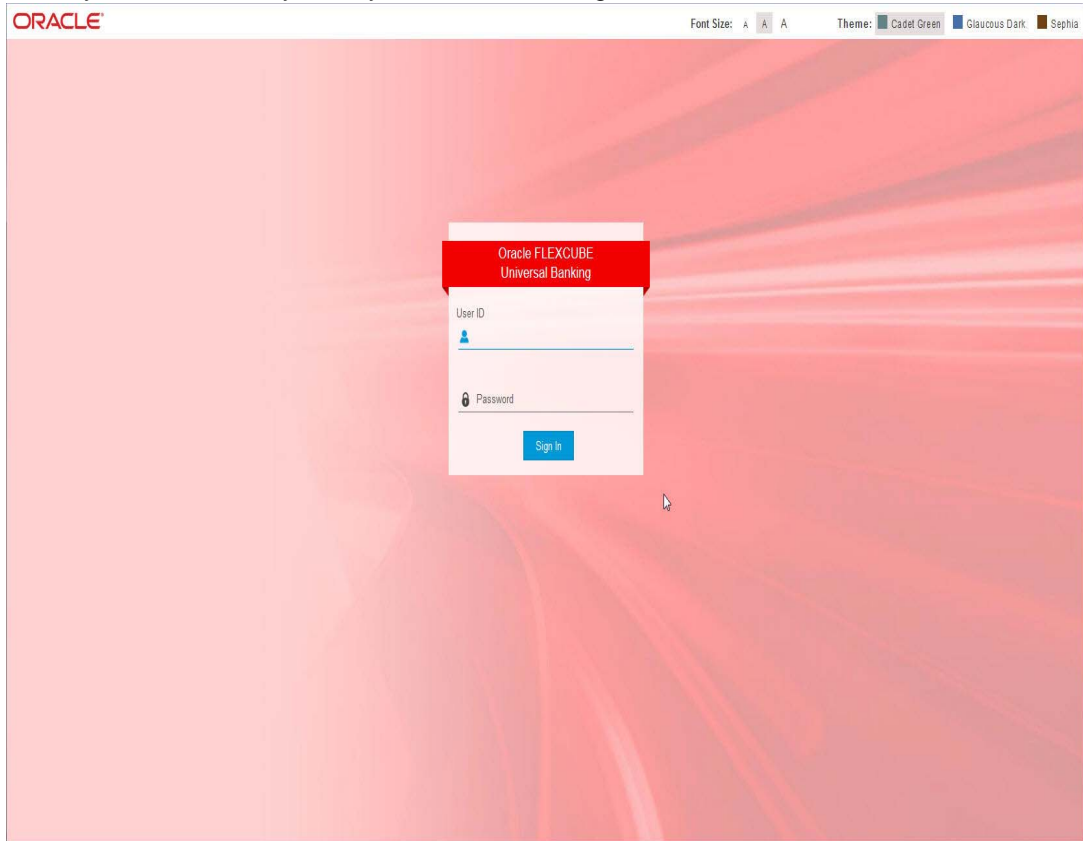 ORACLE®
Font Size: A A A Theme: Cadet Green Glaucous Dark Sephia
Oracle FLEXCUBE
Universal Banking
User ID
Password
Sign In